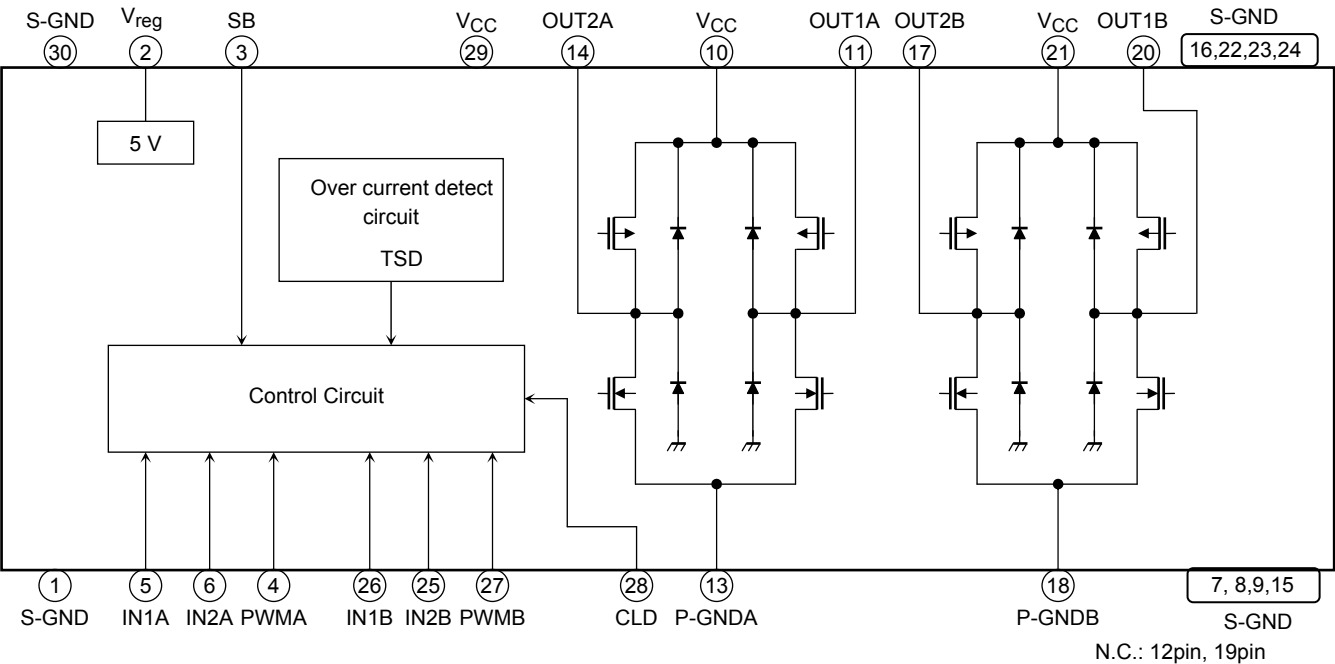 S-GND Vreg SB VCC OUT2A VCC OUT1A OUT2B VCC OUT1B S-GND
30 2 3 29 14 10 11 17 21 20 16,22,23,24
5 V
Over current detect
circuit
TSD
Control Circuit
1 5 6 4 26 25 27 28 13 18 7, 8,9,15
S-GND IN1A IN2A PWMA IN1B IN2B PWMB CLD P-GNDA P-GNDB S-GND
N.C.: 12pin, 19pin